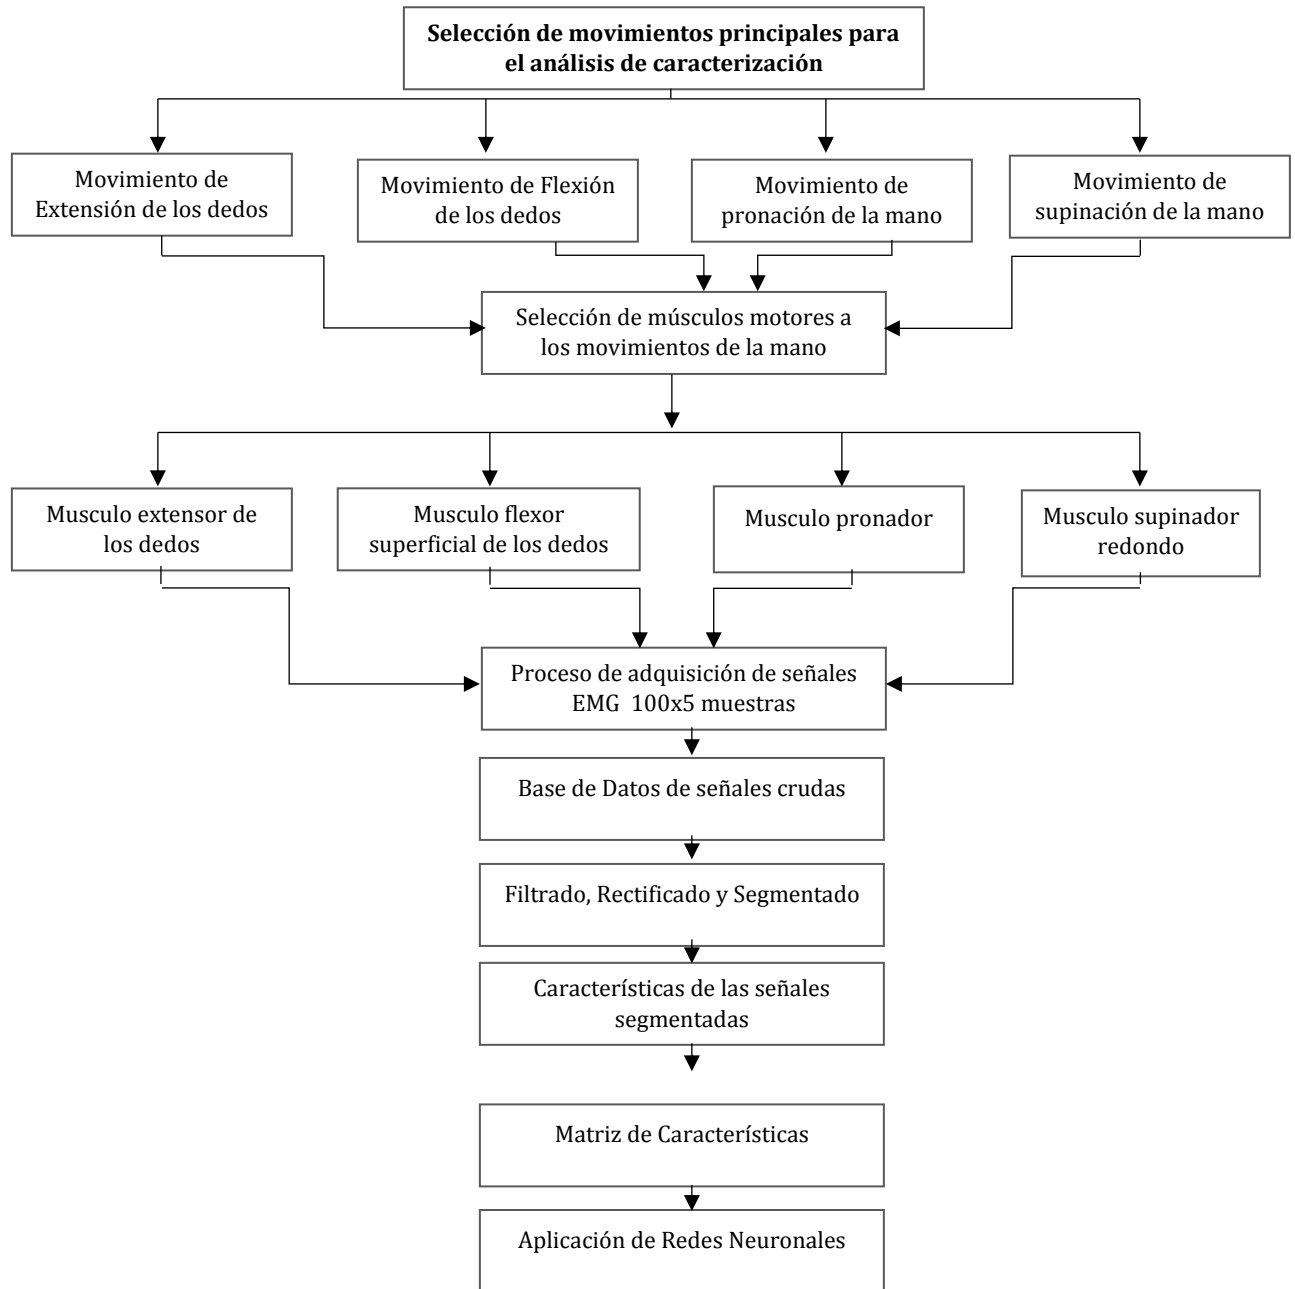 Selección de movimientos principales para
el análisis de caracterización
Movimiento de
Extensión de los dedos
Movimiento de Flexión
de los dedos
Movimiento de
pronación de la mano
Movimiento de
supinación de la mano
Selección de músculos motores a
los movimientos de la mano
Musculo extensor de
los dedos
Musculo flexor
superficial de los dedos
Musculo pronador
Musculo supinador
redondo
Proceso de adquisición de señales
EMG 100x5 muestras
Base de Datos de señales crudas
Filtrado, Rectificado y Segmentado
Característicás de las señales
segmentadas
Matriz de Característicás
Aplicación de Redes Neuronales